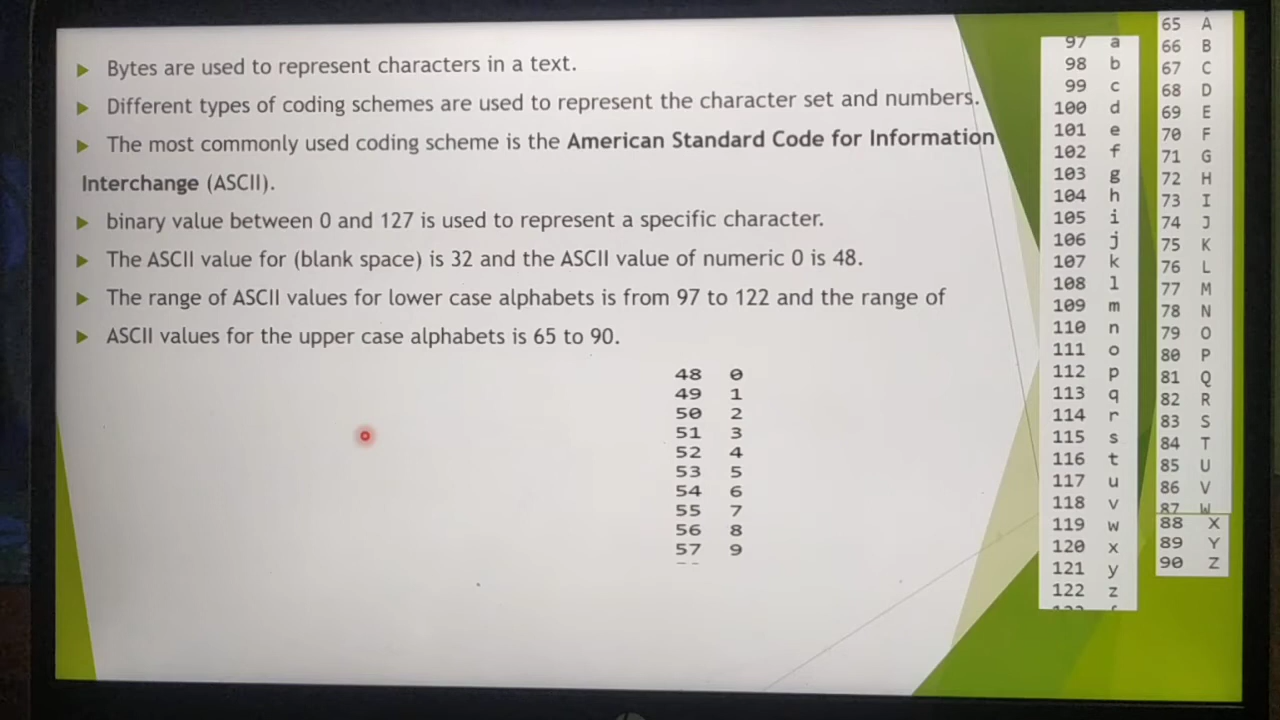 Bytes are used to represent characters in a text.
Different types of coding schemes are used to represent the character set and numbers.
The most commonly used coding scheme is the American Standard Code for Information
Interchange (ASCII).
binary value between 0 and 127 is used to represent a specific character.
The ASCII value for (blank space) is 32 and the ASCII value of numeric 0 is 48.
The range of ASCII values for lower case alphabets is from 97 to 122 and the range of
ASCII values for the upper case alphabets is 65 to 90.
48 0
49 1
50 2
51 3
52 4
53 5
54 6
55 7
56 8
57 9
97 a
98 b
99 c
100 d
101 e
102 f
103 g
104 h
105 i
106 j
107 k
108 l
109 m
110 n
111 o
112 p
113 q
114 r
115 s
116 t
117 u
118 v
119 w
120 x
121 y
122 z
65 A
66 B
67 C
68 D
69 E
70 F
71 G
72 H
73 I
74 J
75 K
76 L
77 M
78 N
79 O
80 P
81 Q
82 R
83 S
84 T
85 U
86 V
87 W
88 X
89 Y
90 Z